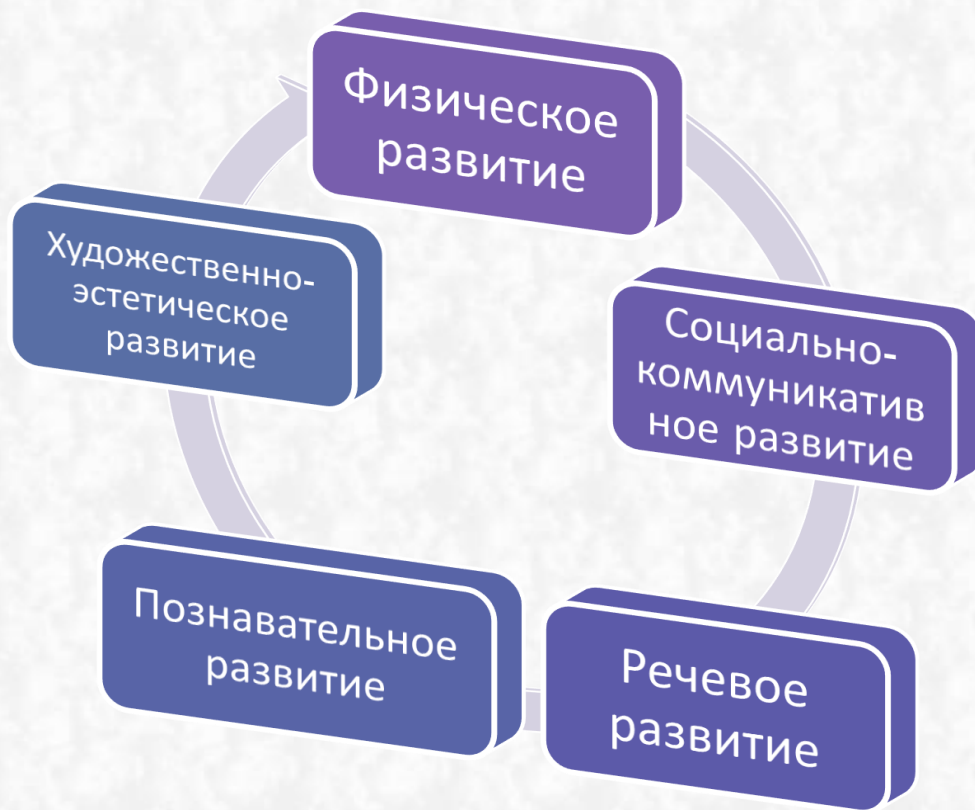 Физическое
развитие
Социально-
коммуникатив
ное развитие
Речевое
развитие
Познавательное
развитие
Художественно-
эстетическое
развитие